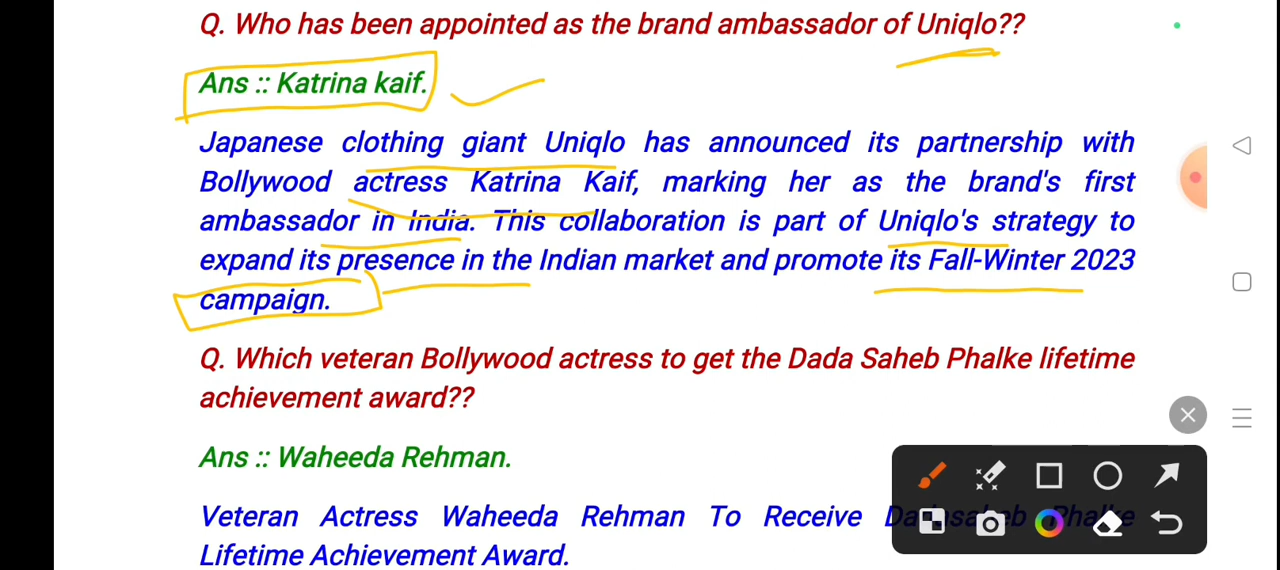 Q. Who has been appointed as the brand ambassador of Uniqlo??
Ans :: Katrina kaif.
Japanese clothing giant Uniqlo has announced its partnership with
Bollywood actress Katrina Kaif, marking her as the brand's first
ambassador in India. This collaboration is part of Uniqlo's strategy to
expand its presence in the Indian market and promote its Fall-Winter 2023
campaign.
Q. Which veteran Bollywood actress to get the Dada Saheb Phalke lifetime
achievement award??
Ans :: Waheeda Rehman.
Veteran Actress Waheeda Rehman To Receive Dadasaheb Phalke
Lifetime Achievement Award.